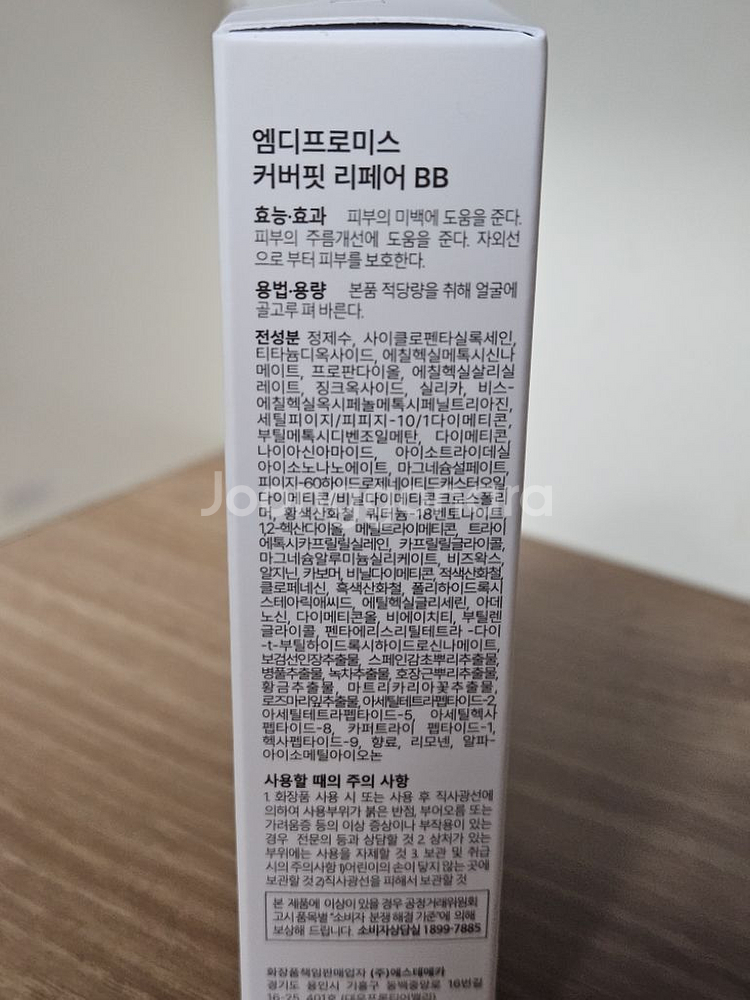 엠디프로미스
커버핏 리페어 BB
효능·효과 피부의 미백에 도움을 준다.
피부의 주름개선에 도움을 준다. 자외선
으로 부터 피부를 보호한다.
용법·용량 본품 적당량을 취해 얼굴에
골고루 펴 바른다.
전성분 정제수, 사이클로펜타실록세인,
티타늄디옥사이드, 에칠헥실메톡시신나
메이트, 프로판다이올, 에칠헥실살리실
레이트, 징크옥사이드, 실리카, 비스-
에칠헥실옥시페놀메톡시페닐트리아진,
세틸피이지/피피지-10/1다이메티콘,
부틸메톡시디벤조일메탄, 다이메티콘,
나이아신아마이드, 아이소트라이데실
아이소노나노에이트, 마그네슘설페이트,
피이지-60하이드로제네이티드캐스터오일,
다이메티콘/비닐다이메티콘크로스폴리
머, 황색산화철, 쿼터늄-18벤토나이트,
1,2-헥산다이올, 메틸트라이메티콘, 트라이
에톡시카프릴릴실레인, 카프릴릴글라이콜,
마그네슘알루미늄실리케이트, 비즈왁스,
알지닌, 카보머, 비닐다이메티콘, 적색산화철,
클로페네신, 흑색산화철, 폴리하이드록시
스테아릭애씨드, 에틸헥실글리세린, 아데
노신, 다이메티콘올, 비에이치티, 부틸렌
글라이콜, 펜타에리스리틸테트라-다이
-t-부틸하이드록시하이드로신나메이트,
보검선인장추출물, 스페인감초뿌리추출물,
병풀추출물, 녹차추출물, 호장근뿌리추출물,
황금추출물, 마트리카리아꽃추출물,
로즈마리잎추출물, 아세틸테트라펩타이드-2,
아세틸테트라펩타이드-5, 아세틸헥사
펩타이드-8, 카퍼트라이 펩타이드-1,
헥사펩타이드-9, 향료, 리모넨, 알파-
아이소메틸아이오논
사용할 때의 주의 사항
1. 화장품 사용 시 또는 사용 후 직사광선에
의하여 사용부위가 붉은 반점, 부어오름 또는
가려움증 등의 이상 증상이나 부작용이 있는
경우 전문의 등과 상담할 것 2. 상처가 있는
부위에는 사용을 자제할 것 3. 보관 및 취급
시의 주의사항 1)어린이의 손이 닿지 않는 곳에
보관할 것 2)직사광선을 피해서 보관할 것
본 제품에 이상이 있을 경우 공정거래위원회
고시 품목별 "소비자 분쟁 해결 기준"에 의해
보상해 드립니다. 소비자상담실 1899-7885
화장품책임판매업자 (주)에스테메카
경기도 용인시 기흥구 동백중앙로 16번길
16-25, 401호